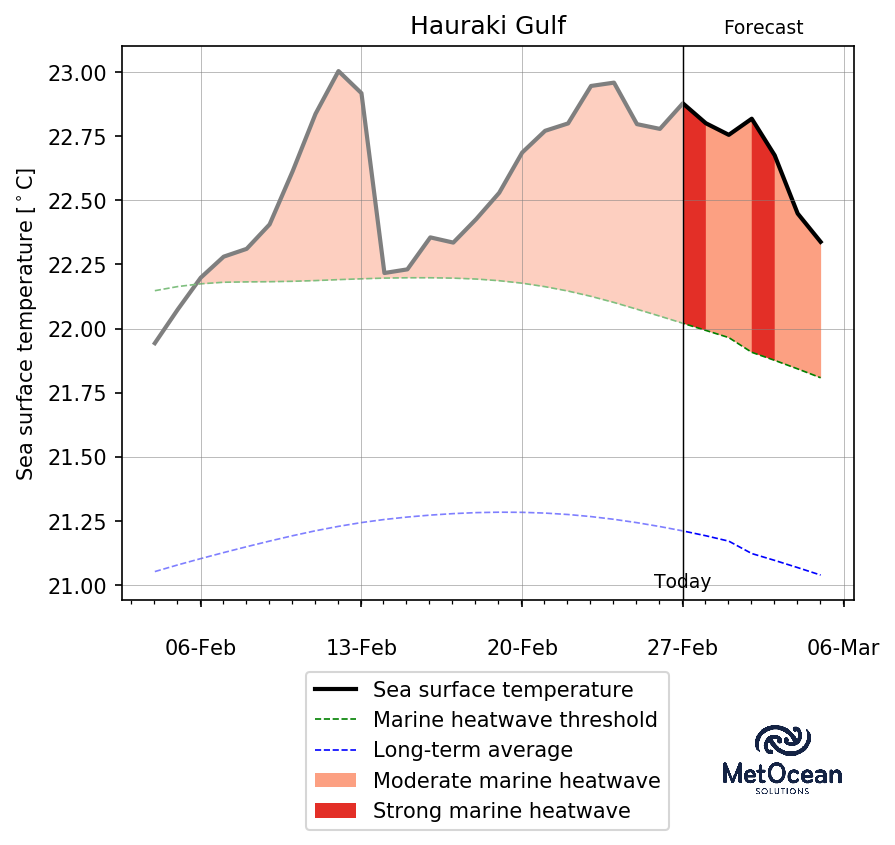 Hauraki Gulf
Forecast
Sea surface temperature [°C]
23.00
22.75
22.50
22.25
22.00
21.75
21.50
21.25
21.00
Today
06-Feb
13-Feb
20-Feb
27-Feb
06-Mar
Sea surface temperature
Marine heatwave threshold
Long-term average
Moderate marine heatwave
Strong marine heatwave
MetOcean
SOLUTIONS